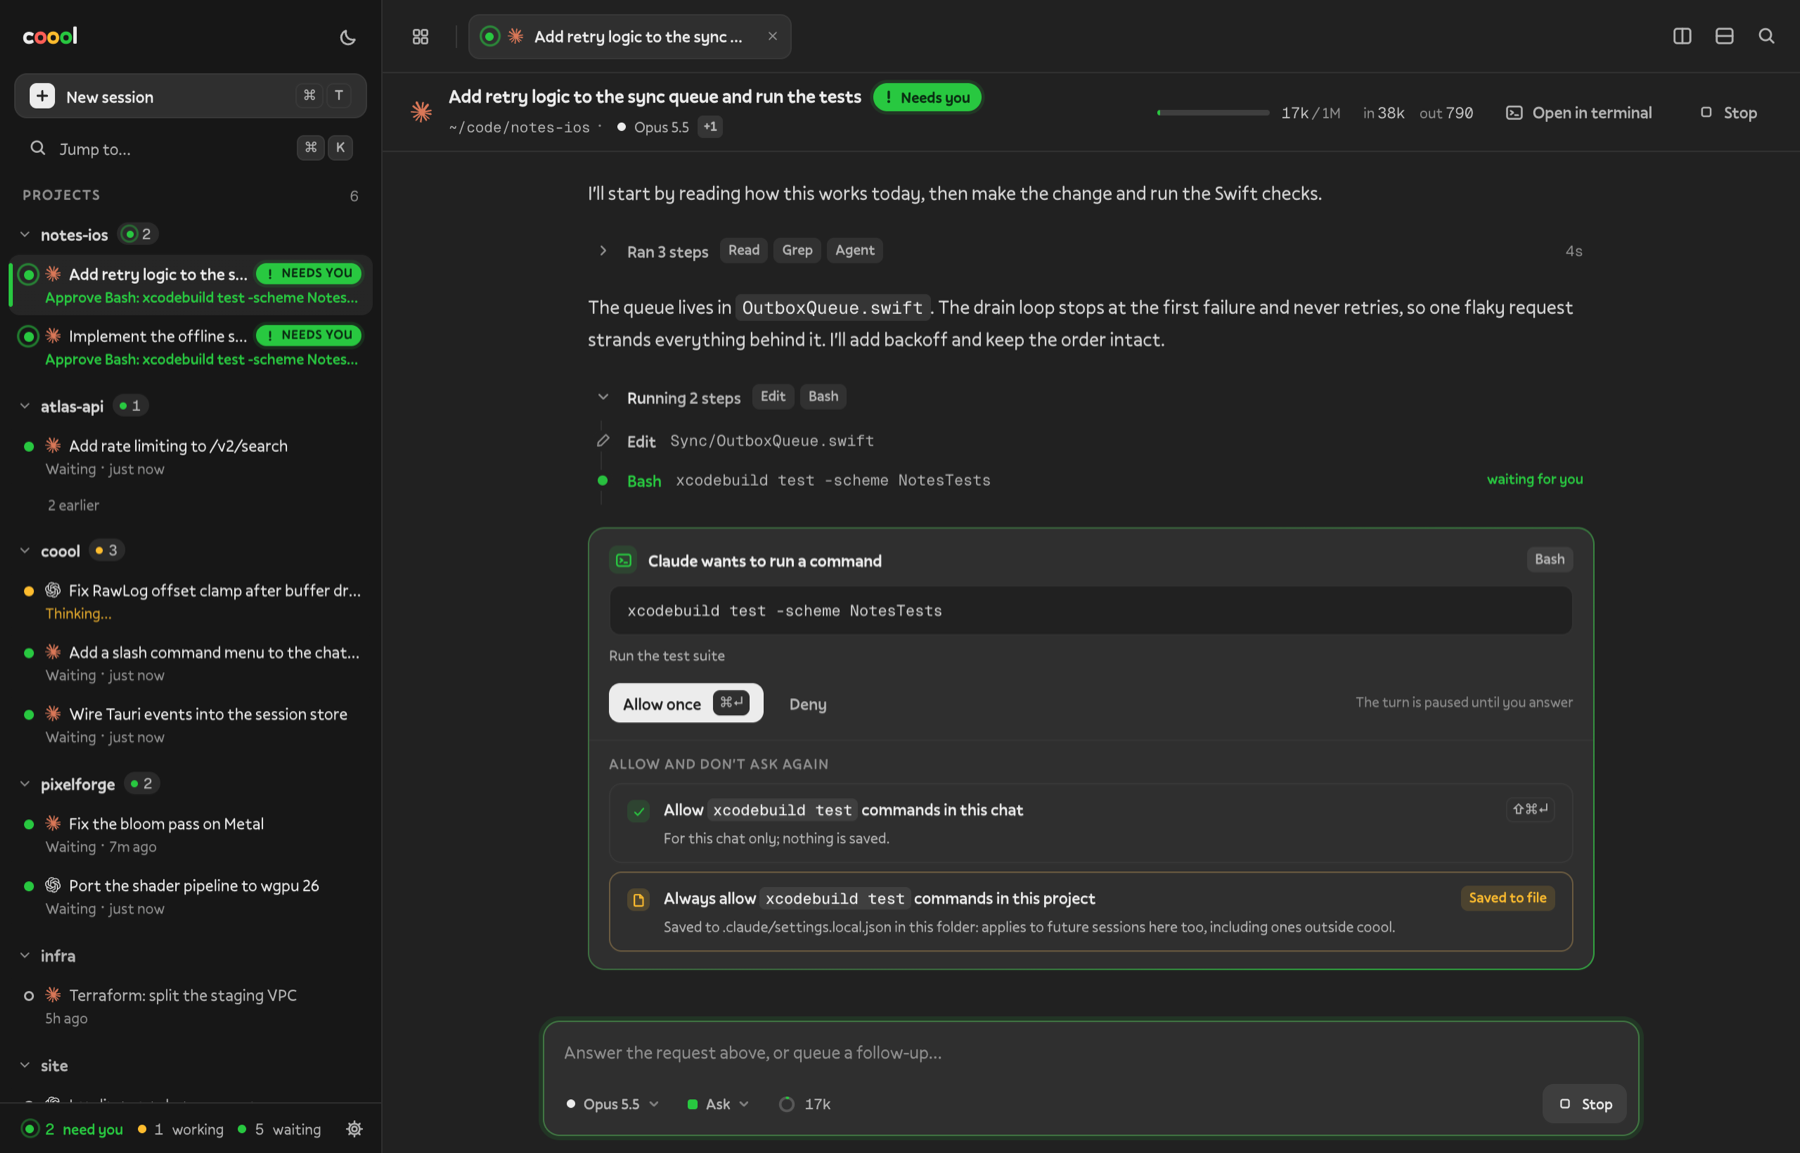 coool
New session ⌘ T
Jump to... ⌘ K
PROJECTS 6
notes-ios 2
Add retry logic to the s... ! NEEDS YOU
Approve Bash: xcodebuild test -scheme Notes...
Implement the offline s... ! NEEDS YOU
Approve Bash: xcodebuild test -scheme Notes...
atlas-api 1
Add rate limiting to /v2/search
Waiting · just now
2 earlier
coool 3
Fix RawLog offset clamp after buffer dr...
Thinking...
Add a slash command menu to the chat...
Waiting · just now
Wire Tauri events into the session store
Waiting · just now
pixelforge 2
Fix the bloom pass on Metal
Waiting · 7m ago
Port the shader pipeline to wgpu 26
Waiting · just now
infra
Terraform: split the staging VPC
5h ago
site
2 need you 1 working 5 waiting
Add retry logic to the sync ...
Add retry logic to the sync queue and run the tests ! Needs you
~/code/notes-ios · Opus 5.5 +1
17k/1M in 38k out 790 Open in terminal Stop
I'll start by reading how this works today, then make the change and run the Swift checks.
Ran 3 steps Read Grep Agent 4s
The queue lives in OutboxQueue.swift. The drain loop stops at the first failure and never retries, so one flaky request
strands everything behind it. I'll add backoff and keep the order intact.
Running 2 steps Edit Bash
Edit Sync/OutboxQueue.swift
Bash xcodebuild test -scheme NotesTests waiting for you
Claude wants to run a command Bash
xcodebuild test -scheme NotesTests
Run the test suite
Allow once ⌘↵ Deny The turn is paused until you answer
ALLOW AND DON'T ASK AGAIN
Allow xcodebuild test commands in this chat ⇧⌘↵
For this chat only; nothing is saved.
Always allow xcodebuild test commands in this project Saved to file
Saved to .claude/settings.local.json in this folder: applies to future sessions here too, including ones outside coool.
Answer the request above, or queue a follow-up...
Opus 5.5 Ask 17k Stop